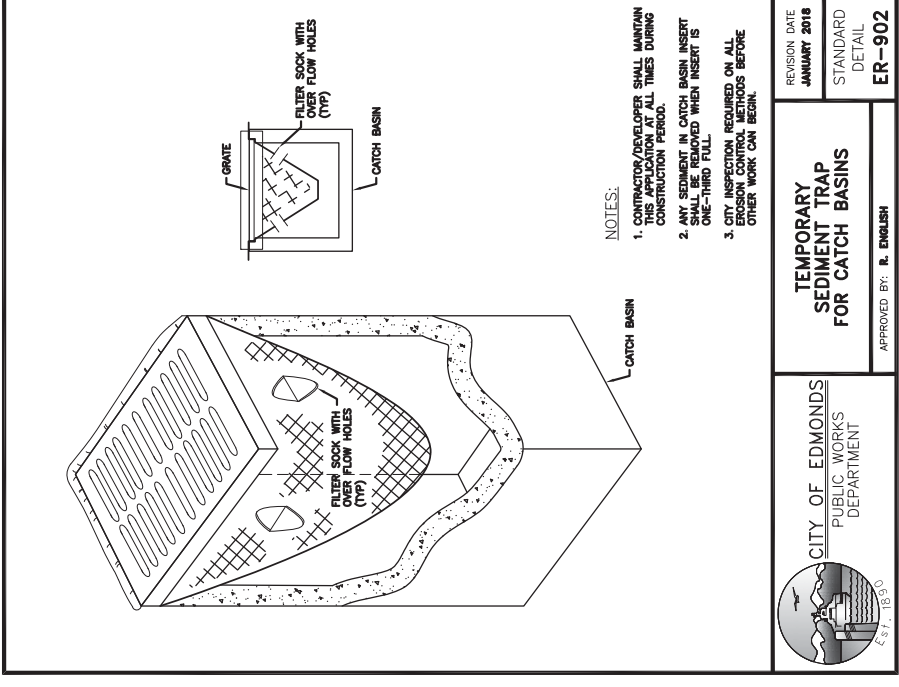 GRATE
FILTER SOCK WITH
OVER FLOW HOLES
(TYP)
CATCH BASIN
FILTER SOCK WITH
OVER FLOW HOLES
(TYP)
CATCH BASIN
NOTES:
1. CONTRACTOR/DEVELOPER SHALL MAINTAIN
THIS APPLICATION AT ALL TIMES DURING
CONSTRUCTION PERIOD.
2. ANY SEDIMENT IN CATCH BASIN INSERT
SHALL BE REMOVED WHEN INSERT IS
ONE-THIRD FULL.
3. CITY INSPECTION REQUIRED ON ALL
EROSION CONTROL METHODS BEFORE
OTHER WORK CAN BEGIN.
Est. 1890
CITY OF EDMONDS
PUBLIC WORKS
DEPARTMENT
TEMPORARY
SEDIMENT TRAP
FOR CATCH BASINS
APPROVED BY: R. ENGLISH
REVISION DATE
JANUARY 2018
STANDARD
DETAIL
ER-902